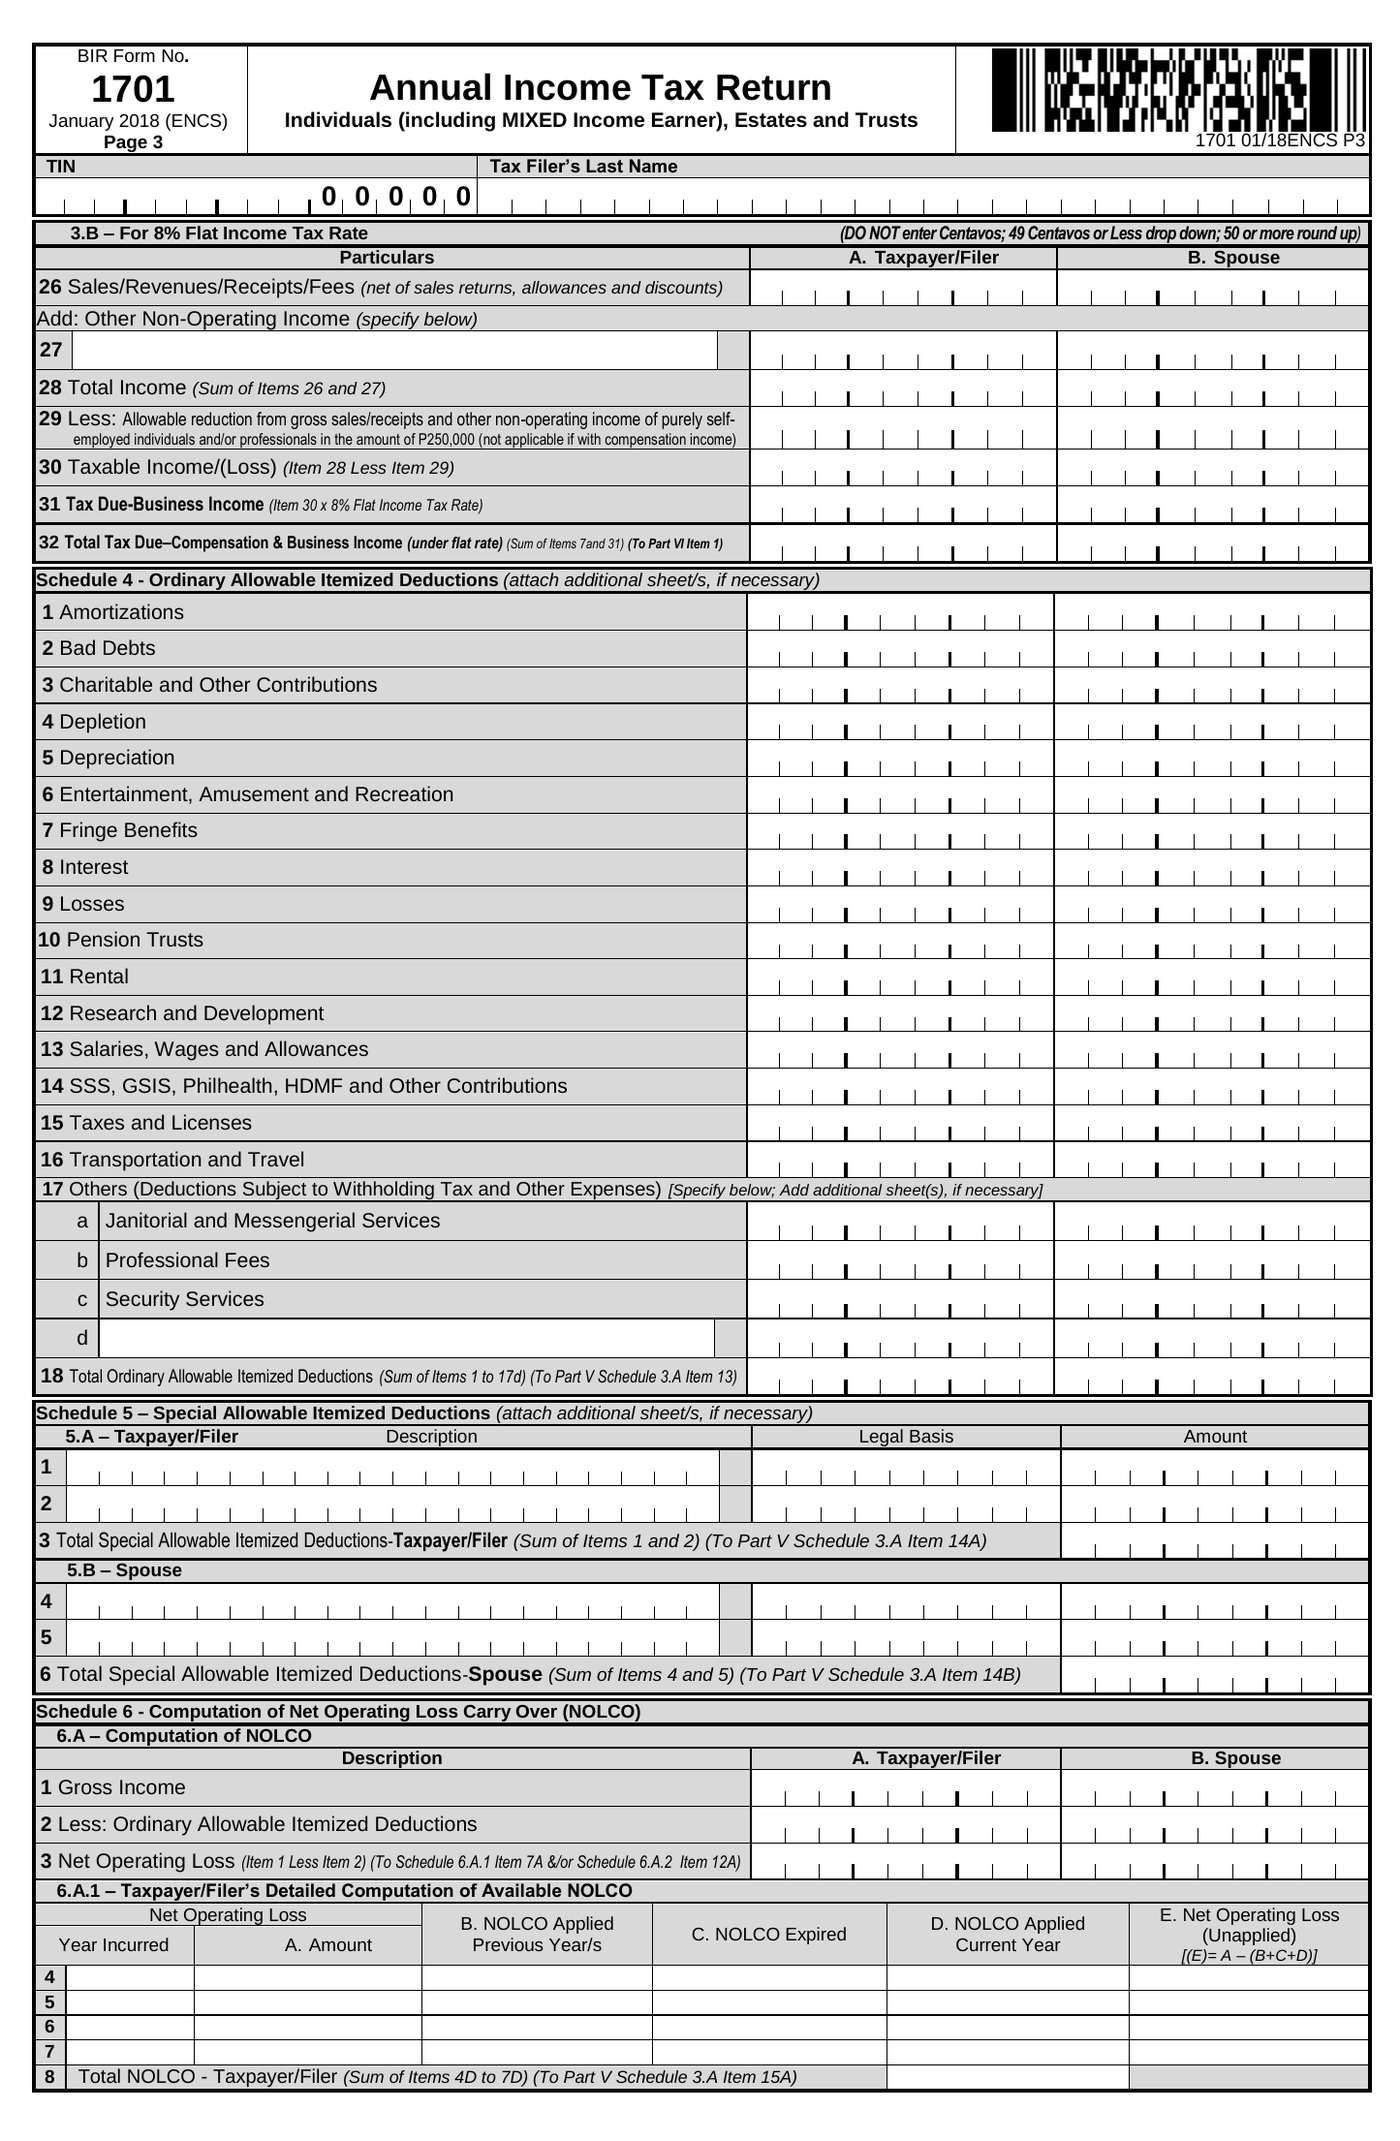 BIR Form No.
1701
January 2018 (ENCS)
Page 3
Annual Income Tax Return
Individuals (including MIXED Income Earner), Estates and Trusts
1701 01/18ENCS P3
TIN
Tax Filer’s Last Name
0 0 0 0 0
3.B – For 8% Flat Income Tax Rate (DO NOT enter Centavos; 49 Centavos or Less drop down; 50 or more round up)
Particulars A. Taxpayer/Filer B. Spouse
26 Sales/Revenues/Receipts/Fees (net of sales returns, allowances and discounts)
Add: Other Non-Operating Income (specify below)
27
28 Total Income (Sum of Items 26 and 27)
29 Less: Allowable reduction from gross sales/receipts and other non-operating income of purely self-
employed individuals and/or professionals in the amount of P250,000 (not applicable if with compensation income)
30 Taxable Income/(Loss) (Item 28 Less Item 29)
31 Tax Due-Business Income (Item 30 x 8% Flat Income Tax Rate)
32 Total Tax Due–Compensation & Business Income (under flat rate) (Sum of Items 7and 31) (To Part VI Item 1)
Schedule 4 - Ordinary Allowable Itemized Deductions (attach additional sheet/s, if necessary)
1 Amortizations
2 Bad Debts
3 Charitable and Other Contributions
4 Depletion
5 Depreciation
6 Entertainment, Amusement and Recreation
7 Fringe Benefits
8 Interest
9 Losses
10 Pension Trusts
11 Rental
12 Research and Development
13 Salaries, Wages and Allowances
14 SSS, GSIS, Philhealth, HDMF and Other Contributions
15 Taxes and Licenses
16 Transportation and Travel
17 Others (Deductions Subject to Withholding Tax and Other Expenses) [Specify below; Add additional sheet(s), if necessary]
a Janitorial and Messengerial Services
b Professional Fees
c Security Services
d
18 Total Ordinary Allowable Itemized Deductions (Sum of Items 1 to 17d) (To Part V Schedule 3.A Item 13)
Schedule 5 – Special Allowable Itemized Deductions (attach additional sheet/s, if necessary)
5.A – Taxpayer/Filer Description Legal Basis Amount
1
2
3 Total Special Allowable Itemized Deductions-Taxpayer/Filer (Sum of Items 1 and 2) (To Part V Schedule 3.A Item 14A)
5.B – Spouse
4
5
6 Total Special Allowable Itemized Deductions-Spouse (Sum of Items 4 and 5) (To Part V Schedule 3.A Item 14B)
Schedule 6 - Computation of Net Operating Loss Carry Over (NOLCO)
6.A – Computation of NOLCO
Description A. Taxpayer/Filer B. Spouse
1 Gross Income
2 Less: Ordinary Allowable Itemized Deductions
3 Net Operating Loss (Item 1 Less Item 2) (To Schedule 6.A.1 Item 7A &/or Schedule 6.A.2 Item 12A)
6.A.1 – Taxpayer/Filer’s Detailed Computation of Available NOLCO
Net Operating Loss
Year Incurred
A. Amount
B. NOLCO Applied
Previous Year/s
C. NOLCO Expired
D. NOLCO Applied
Current Year
E. Net Operating Loss
(Unapplied)
[(E)= A – (B+C+D)]
4
5
6
7
8 Total NOLCO - Taxpayer/Filer (Sum of Items 4D to 7D) (To Part V Schedule 3.A Item 15A)